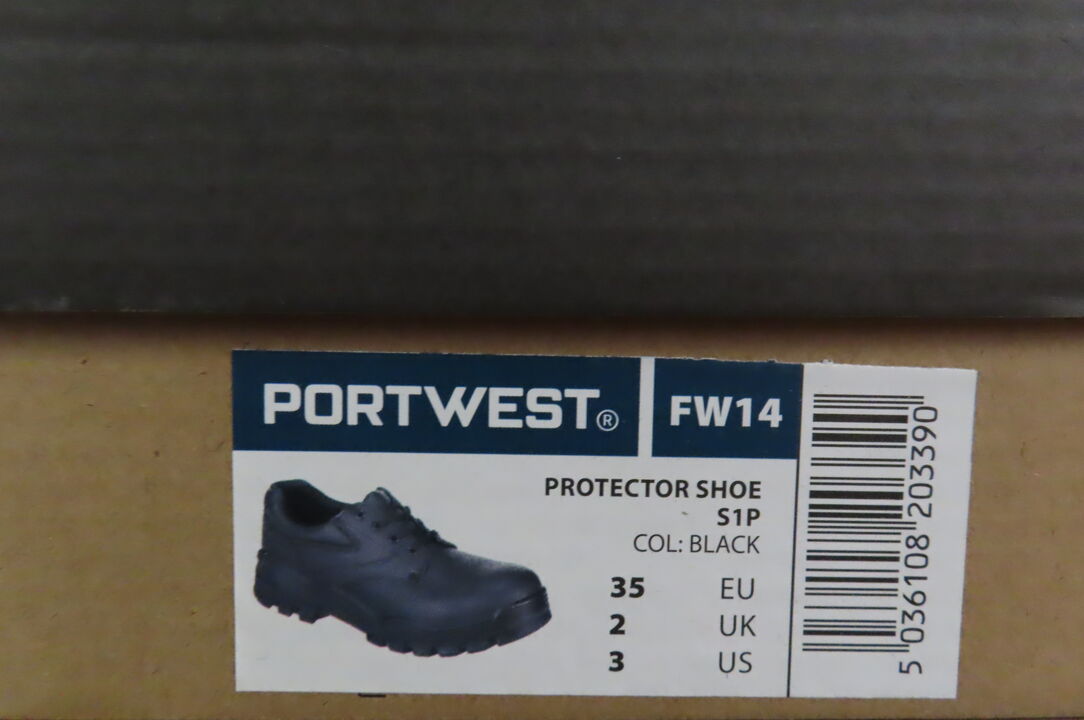 PORTWEST®
FW14
PROTECTOR SHOE
S1P
COL: BLACK
35 EU
2 UK
3 US
5 036108 203390